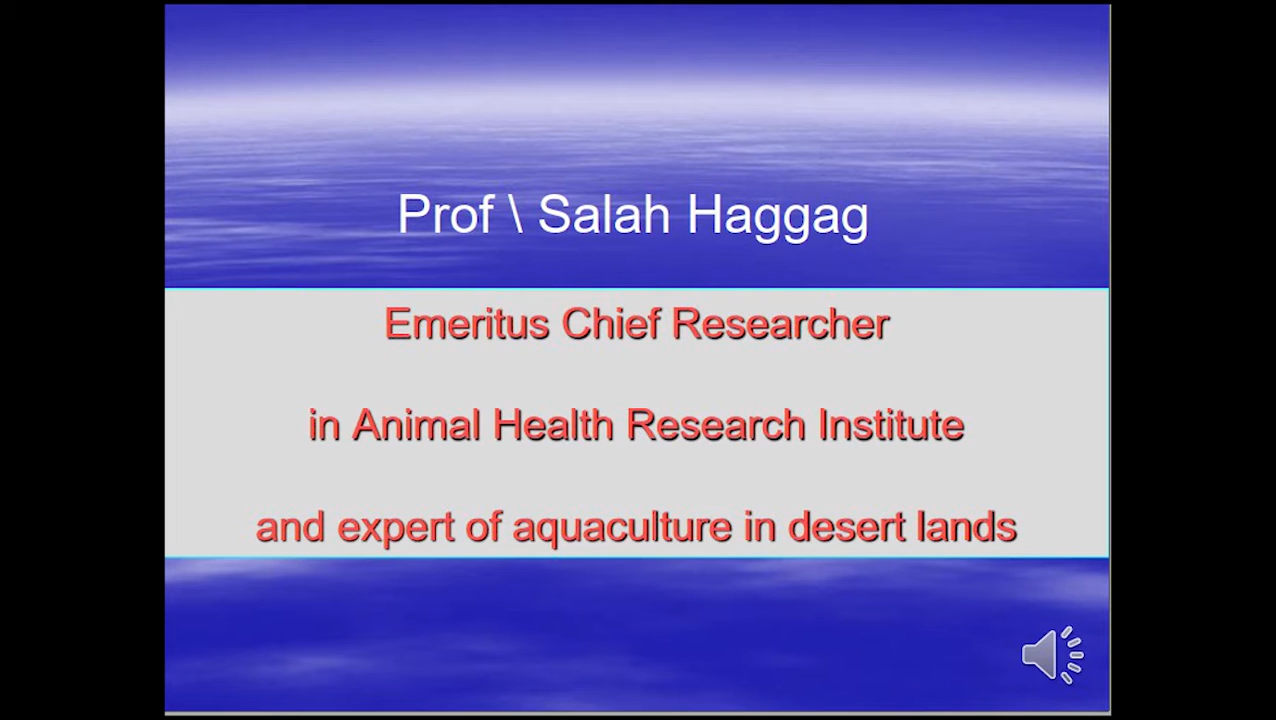 Prof \ Salah Haggag
Emeritus Chief Researcher
in Animal Health Research Institute
and expert of aquaculture in desert lands